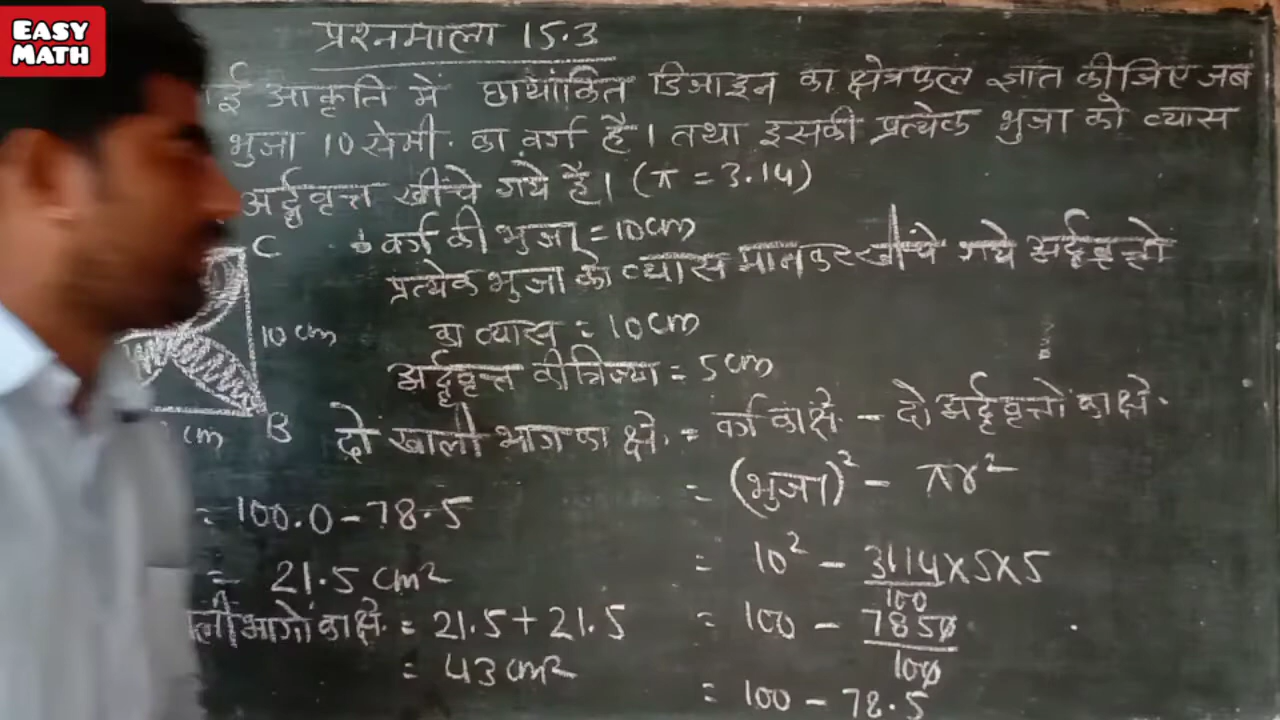 EASY
MATH
प्रश्नमाला 15.3
आकृति में छायांकित डिजाइन का क्षेत्रफल ज्ञात कीजिए जब
भुजा 10 सेमी. का वर्ग है। तथा इसकी प्रत्येक भुजा को व्यास
अर्द्धवृत्त खींचे गये है। (π = 3.14)
C
वर्ग की भुजा = 10cm
प्रत्येक भुजा को व्यास मानकर खींचे गये अर्द्धवृत्तो
का व्यास = 10cm
10 cm
अर्द्धवृत्त की त्रिज्या = 5cm
cm B
दो खाली भाग का क्षे. = वर्ग का क्षे. - दो अर्द्धवृत्तों का क्षे.
= (भुजा)² - πr²
= 100.0 - 78.5
= 10² - 314/100 × 5 × 5
= 21.5 cm²
भागों का क्षे. = 21.5 + 21.5
= 100 - 7850/100
= 43 cm²
= 100 - 78.5